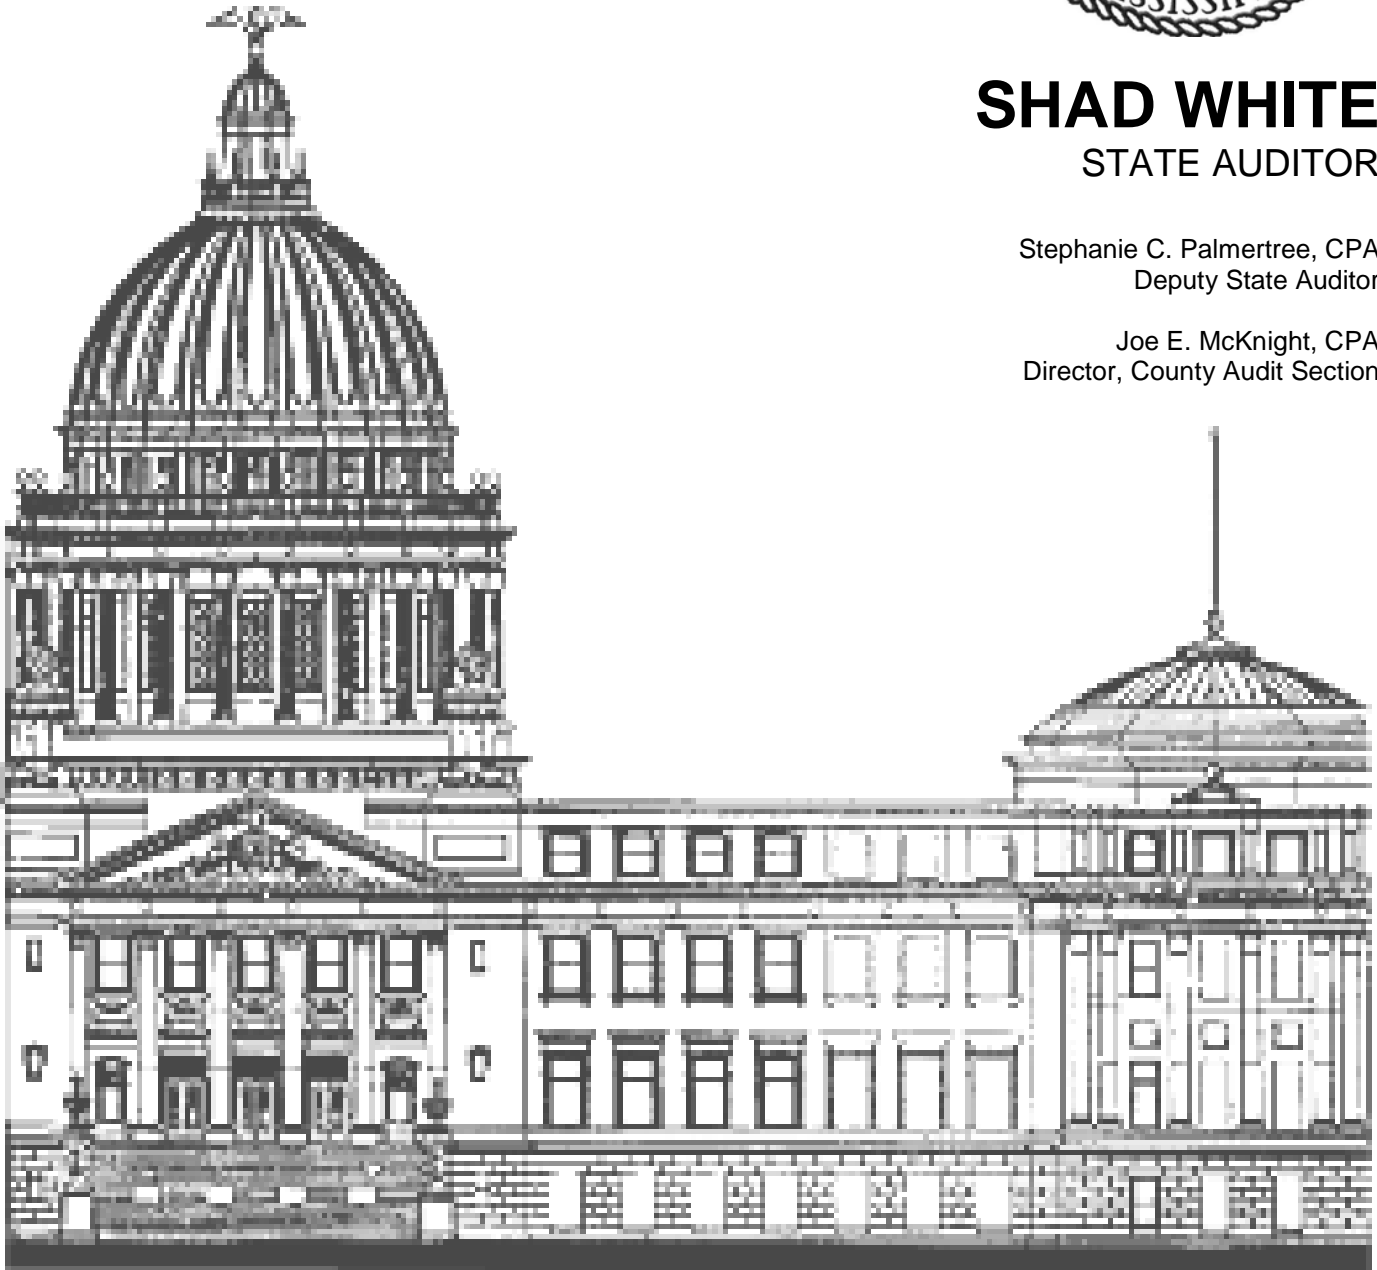 SHAD WHITE
STATE AUDITOR
Stephanie C. Palmertree, CPA
Deputy State Auditor
Joe E. McKnight, CPA
Director, County Audit Section